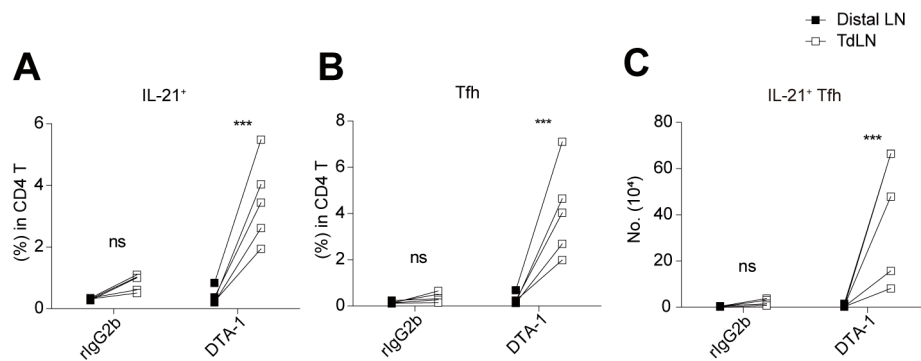 Distal LN
TdLN
A
IL-21⁺
(%) in CD4 T
6
4
2
0
ns
***
rIgG2b
DTA-1
B
Tfh
(%) in CD4 T
8
6
4
2
0
ns
***
rIgG2b
DTA-1
C
IL-21⁺ Tfh
No. (10⁴)
80
60
40
20
0
ns
***
rIgG2b
DTA-1